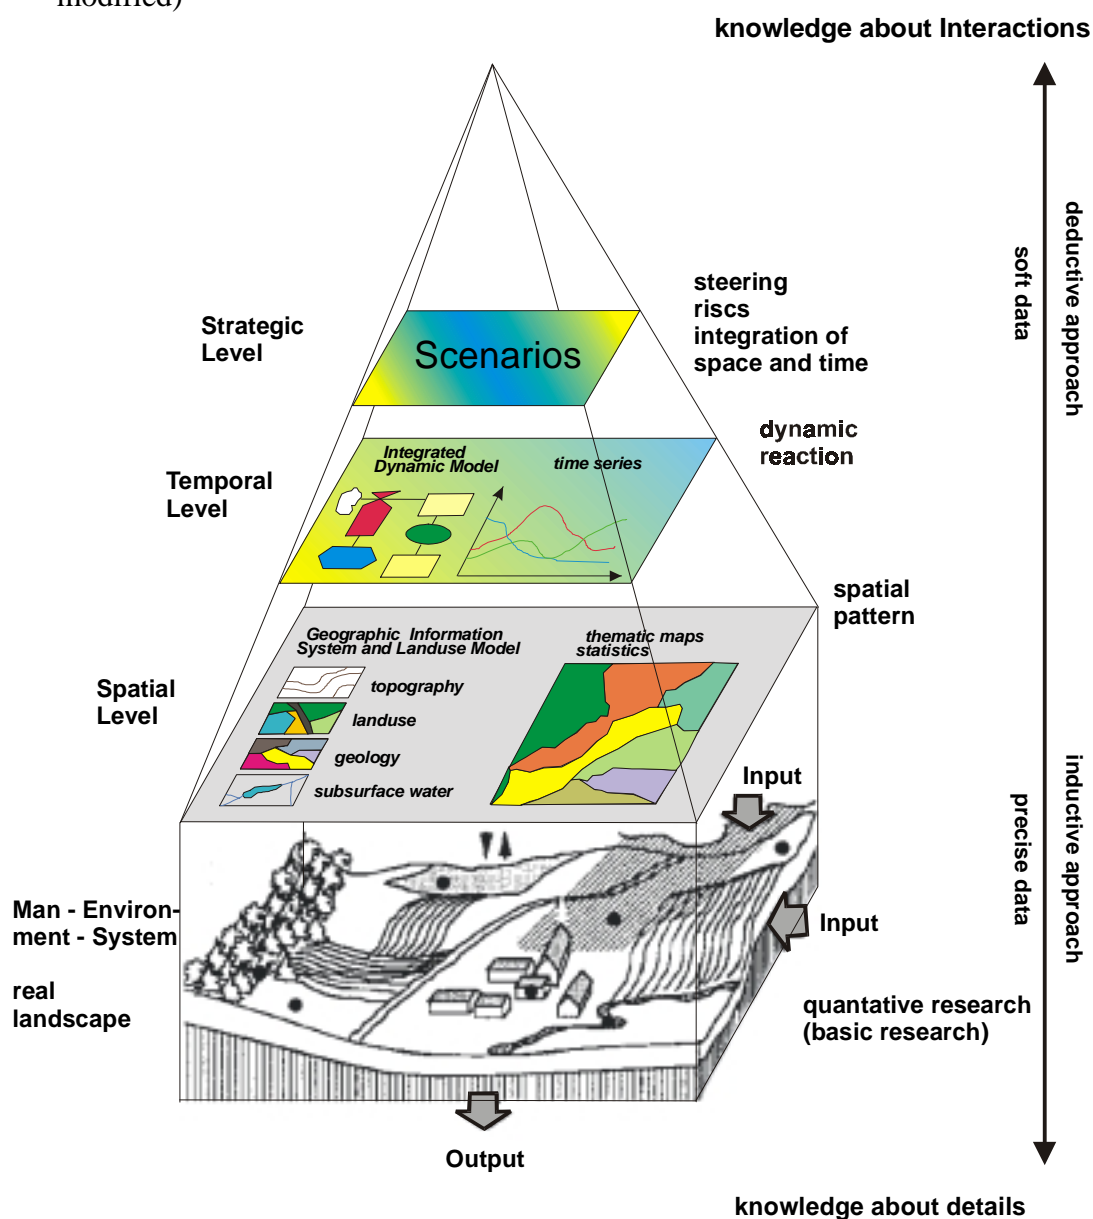 modified)
knowledge about Interactions
deductive approach
soft data
steering
riscs
integration of
space and time
Strategic
Level
Scenarios
dynamic
reaction
Integrated
Dynamic Model
time series
Temporal
Level
spatial
pattern
Geographic Information
System and Landuse Model
thematic maps
statistics
Spatial
Level
topography
landuse
geology
subsurface water
Input
inductive approach
precise data
Man - Environ-
ment - System
Input
real
landscape
quantative research
(basic research)
Output
knowledge about details